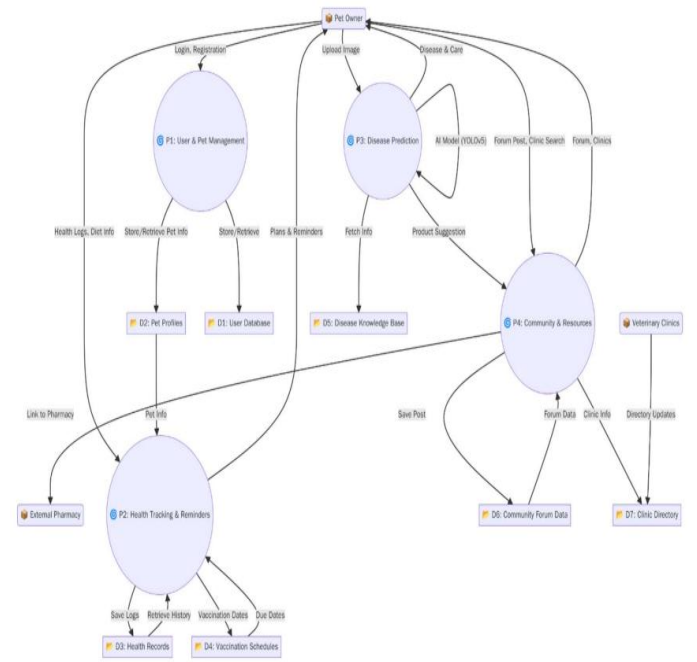 Pet Owner
Login, Registration
Upload Image
Disease & Care
P1: User & Pet Management
P3: Disease Prediction
AI Model (YOLOv5)
Forum Post, Clinic Search
Forum, Clinics
Health Logs, Diet Info
Store/Retrieve Pet Info
Store/Retrieve
Plans & Reminders
Fetch Info
Product Suggestion
D2: Pet Profiles
D1: User Database
D5: Disease Knowledge Base
P4: Community & Resources
Veterinary Clinics
Link to Pharmacy
Pet Info
Save Post
Forum Data
Clinic Info
Directory Updates
External Pharmacy
P2: Health Tracking & Reminders
D6: Community Forum Data
D7: Clinic Directory
Save Logs
Retrieve History
Vaccination Dates
Due Dates
D3: Health Records
D4: Vaccination Schedules